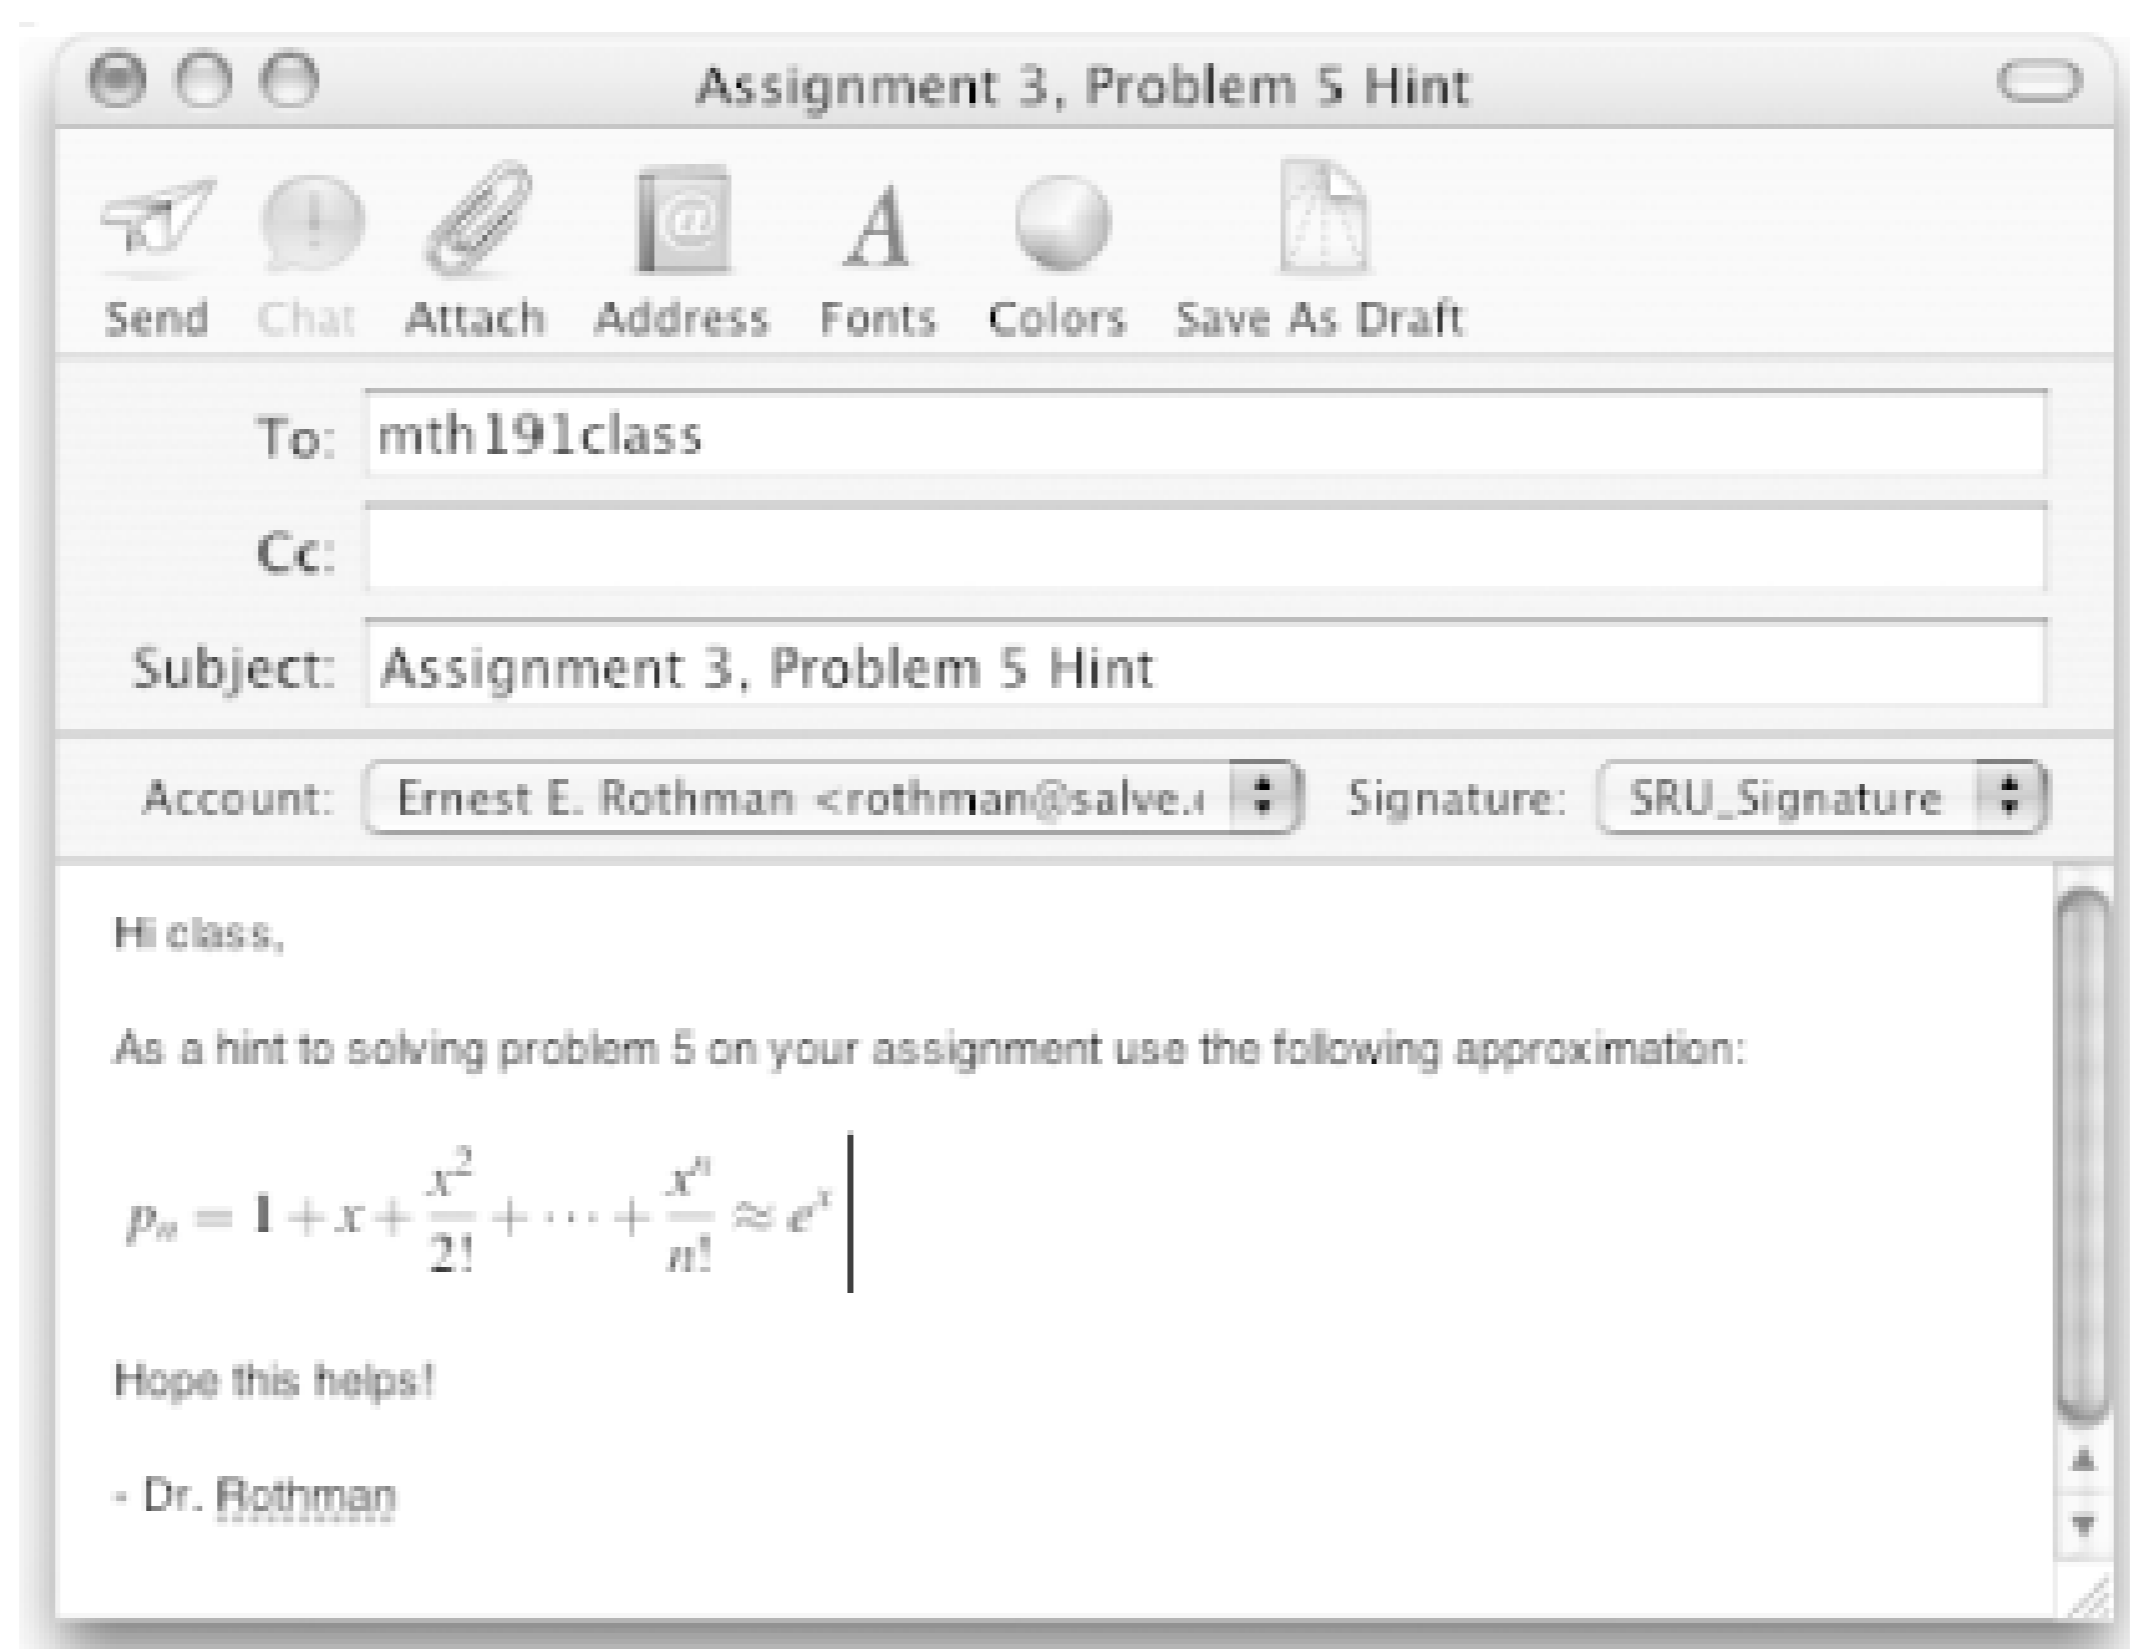 Assignment 3, Problem 5 Hint
Send Chat Attach Address Fonts Colors Save As Draft
To: mth191class
Cc:
Subject: Assignment 3, Problem 5 Hint
Account: Ernest E. Rothman <rothman@salve. Signature: SRU_Signature
Hi class,
As a hint to solving problem 5 on your assignment use the following approximation:
pₙ = 1 + x + x²/2! + ··· + xⁿ/n! ≈ eˣ
Hope this helps!
- Dr. Rothman